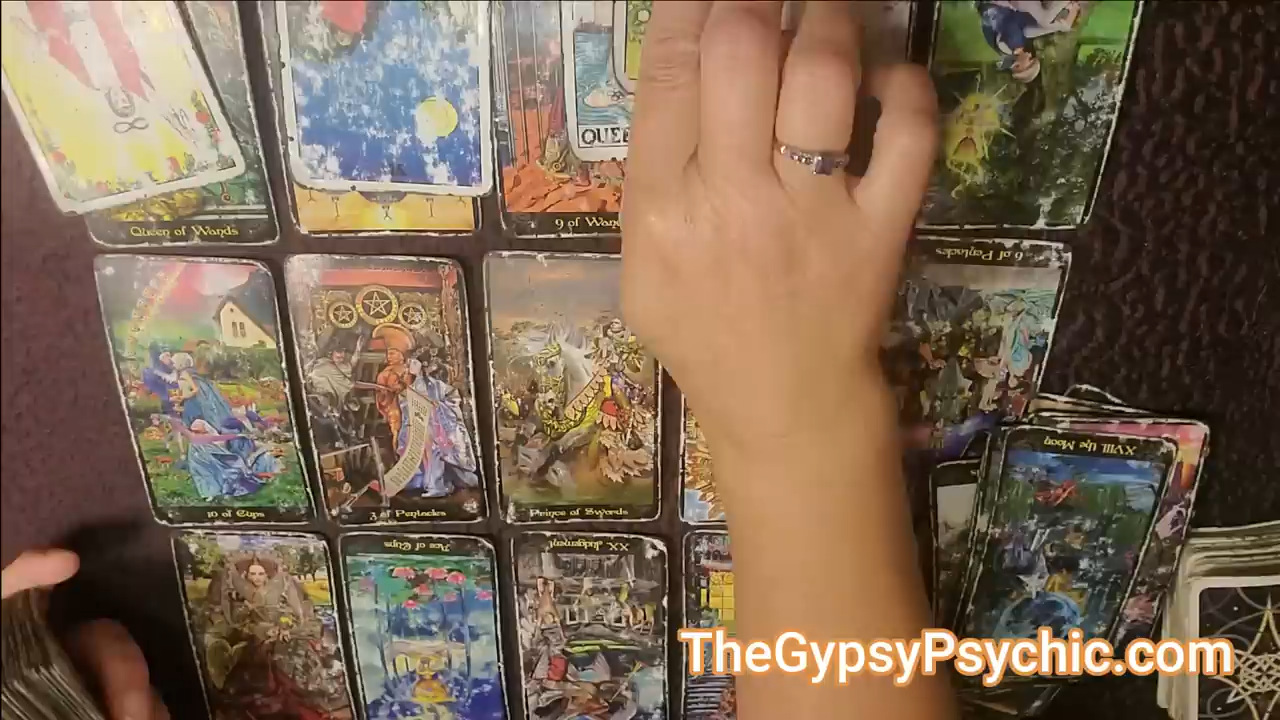 QUEE
Queen of Wands
9 of Wan
6 of Pentacles
10 of Cups
3 of Pentacles
Prince of Swords
XVIII. the Moon
Ace of Cups
XX. Judgement
TheGypsyPsychic.com